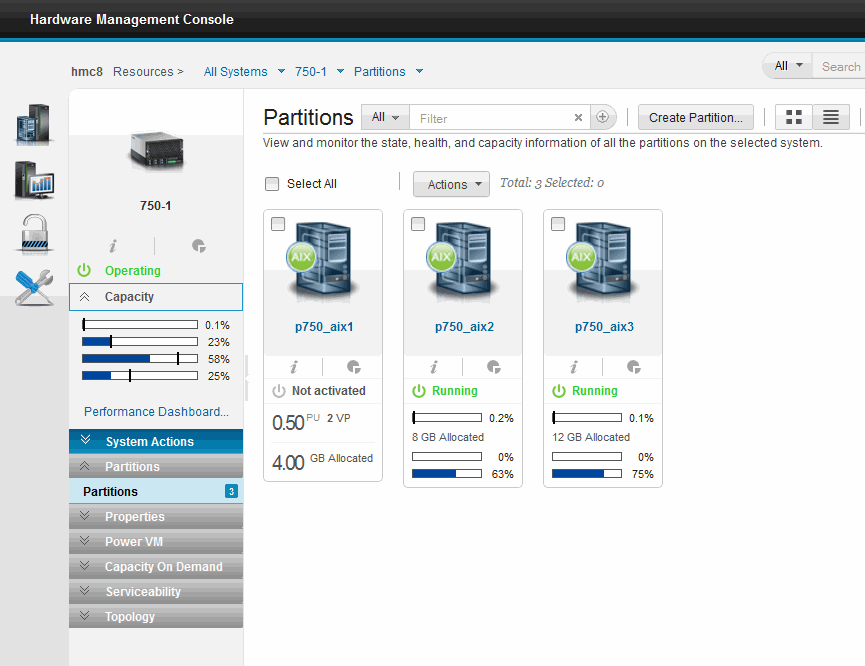 Hardware Management Console
hmc8 Resources > All Systems 750-1 Partitions
All Search
750-1
Operating
Capacity
0.1%
23%
58%
25%
Performance Dashboard...
System Actions
Partitions
Partitions 3
Properties
Power VM
Capacity On Demand
Serviceability
Topology
Partitions All Filter Create Partition...
View and monitor the state, health, and capacity information of all the partitions on the selected system.
Select All Actions Total: 3 Selected: 0
AIX
p750_aix1
Not activated
0.50 PU 2 VP
4.00 GB Allocated
AIX
p750_aix2
Running
0.2%
8 GB Allocated
0%
63%
AIX
p750_aix3
Running
0.1%
12 GB Allocated
0%
75%